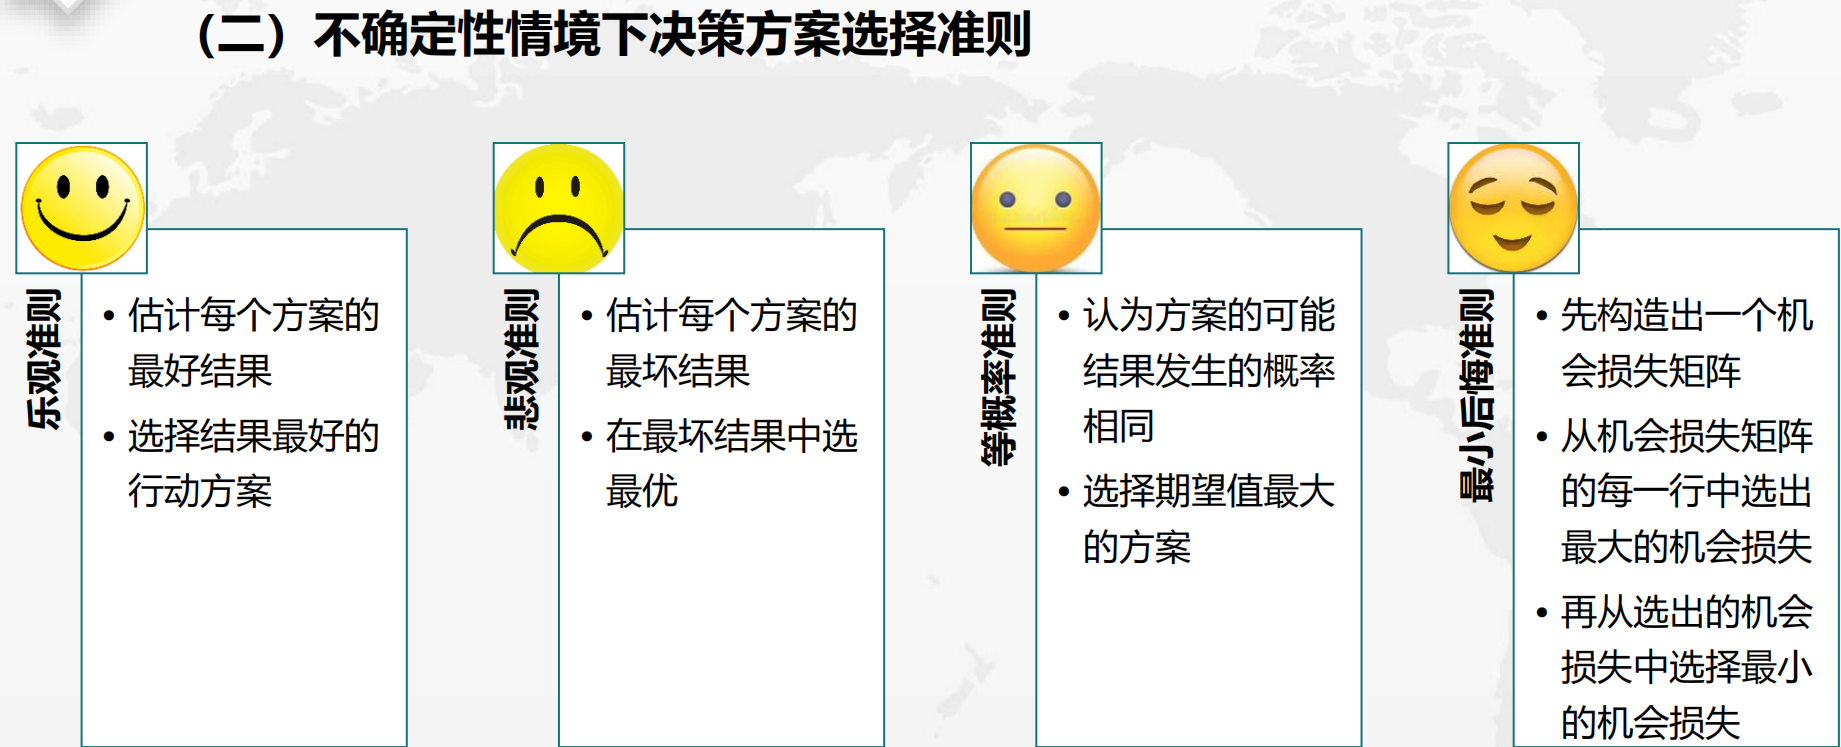 （二）不确定性情境下决策方案选择准则
乐观准则
• 估计每个方案的
最好结果
• 选择结果最好的
行动方案
悲观准则
• 估计每个方案的
最坏结果
• 在最坏结果中选
最优
等概率准则
• 认为方案的可能
结果发生的概率
相同
• 选择期望值最大
的方案
最小后悔准则
• 先构造出一个机
会损失矩阵
• 从机会损失矩阵
的每一行中选出
最大的机会损失
• 再从选出的机会
损失中选择最小
的机会损失